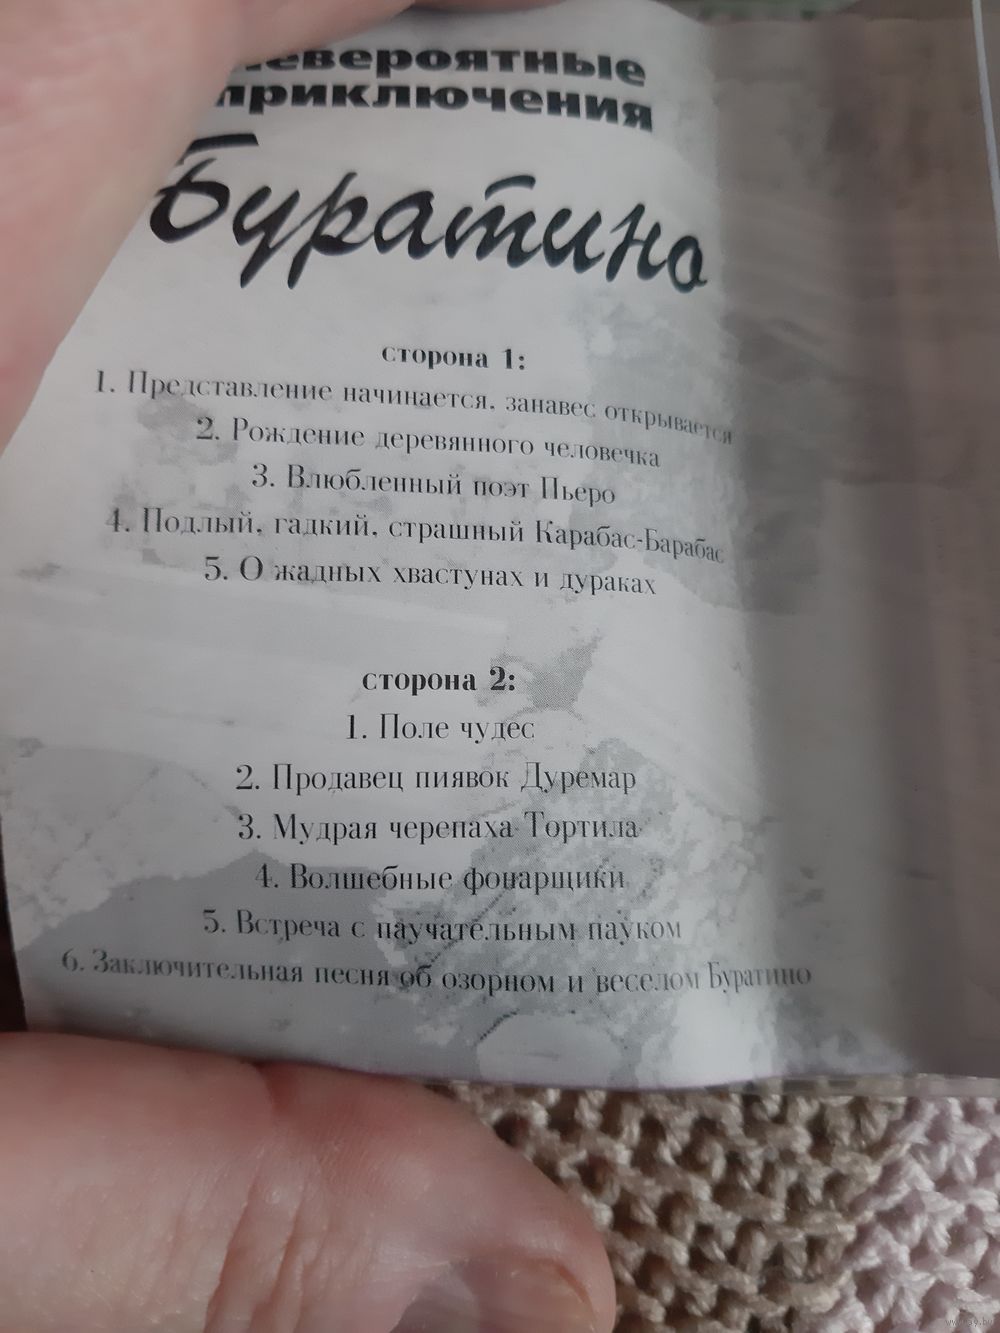 Невероятные
приключения
Буратино
сторона 1:
1. Представление начинается, занавес открывается
2. Рождение деревянного человечка
3. Влюбленный поэт Пьеро
4. Подлый, гадкий, страшный Карабас-Барабас
5. О жадных хвастунах и дураках
сторона 2:
1. Поле чудес
2. Продавец пиявок Дуремар
3. Мудрая черепаха Тортила
4. Волшебные фонарщики
5. Встреча с паучательным пауком
6. Заключительная песня об озорном и веселом Буратино